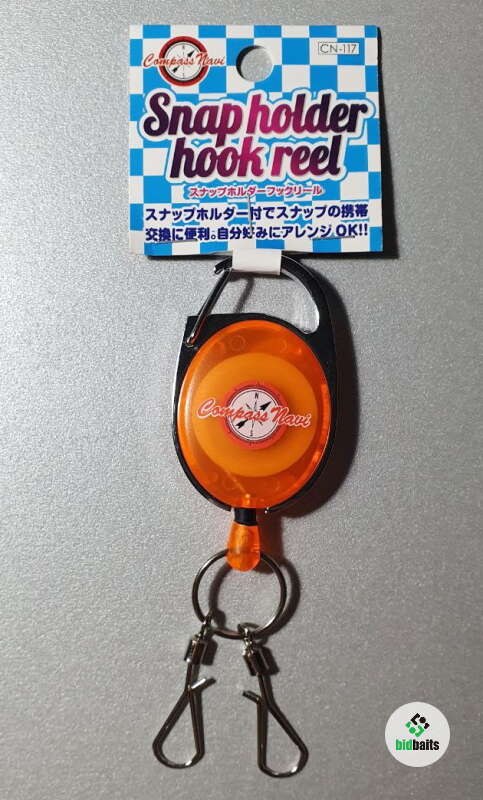 Compass Navi
CN-117
Snap holder
hook reel
スナップホルダーフックリール
スナップホルダー付でスナップの携帯
交換に便利。自分好みにアレンジOK!!
N
Compass Navi
S
bidbaits